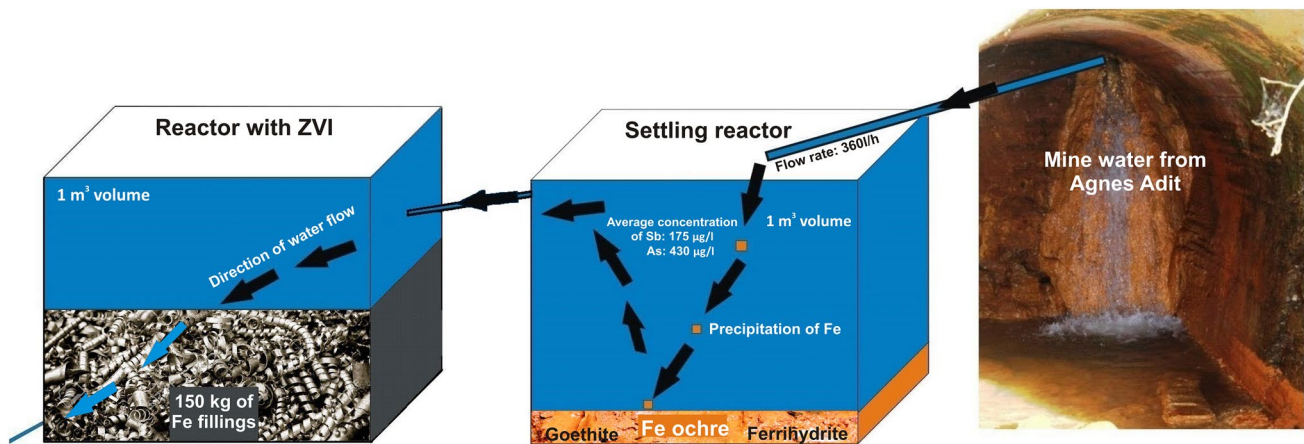 Reactor with ZVI
1 m³ volume
Direction of water flow
150 kg of
Fe fillings
Settling reactor
Flow rate: 360l/h
1 m³ volume
Average concentration
of Sb: 175 µg/l
As: 430 µg/l
Precipitation of Fe
Goethite
Fe ochre
Ferrihydrite
Mine water from
Agnes Adit